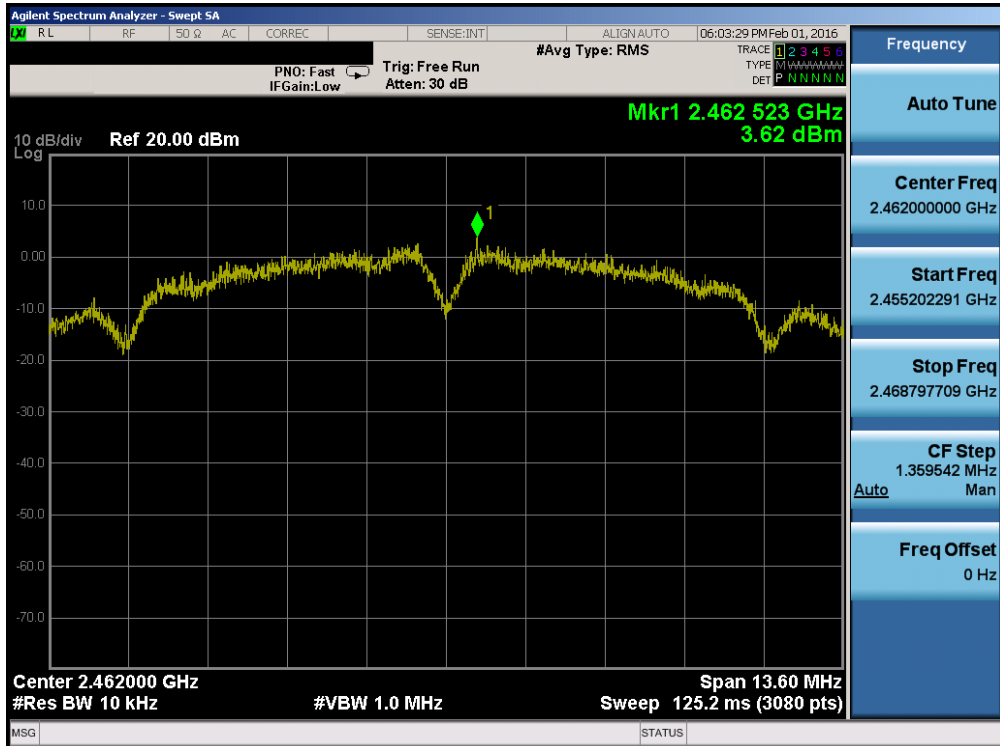 Agilent Spectrum Analyzer - Swept SA
LXI RL RF 50 Ω AC CORREC SENSE:INT ALIGN AUTO 06:03:29 PM Feb 01, 2016
#Avg Type: RMS TRACE 1 2 3 4 5 6
PNO: Fast Trig: Free Run TYPE M WWWWW
IFGain:Low Atten: 30 dB DET P N N N N N
Mkr1 2.462 523 GHz
3.62 dBm
10 dB/div Ref 20.00 dBm
Log
1
10.0
0.00
-10.0
-20.0
-30.0
-40.0
-50.0
-60.0
-70.0
Center 2.462000 GHz Span 13.60 MHz
#Res BW 10 kHz #VBW 1.0 MHz Sweep 125.2 ms (3080 pts)
MSG STATUS
Frequency
Auto Tune
Center Freq
2.462000000 GHz
Start Freq
2.455202291 GHz
Stop Freq
2.468797709 GHz
CF Step
1.359542 MHz
Auto Man
Freq Offset
0 Hz